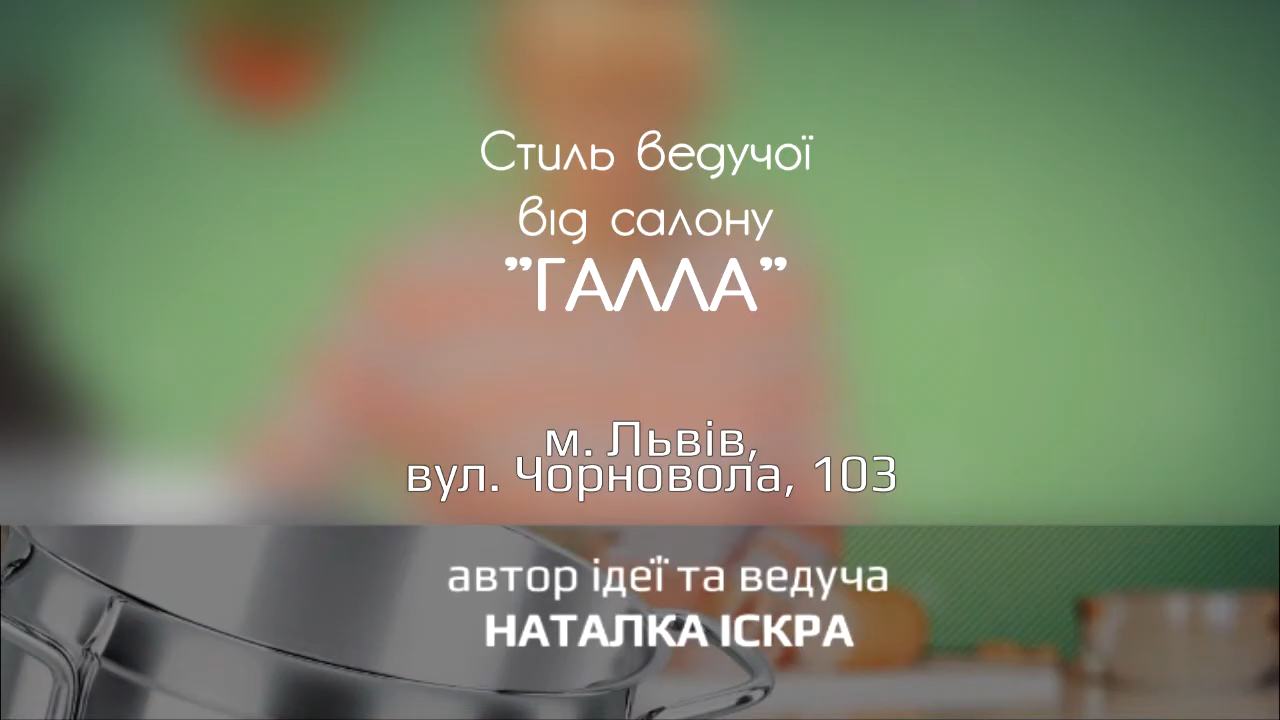 Стиль ведучої
від салону
”ГАЛЛА”
м. Львів,
вул. Чорновола, 103
автор ідеї та ведуча
НАТАЛКА ІСКРА